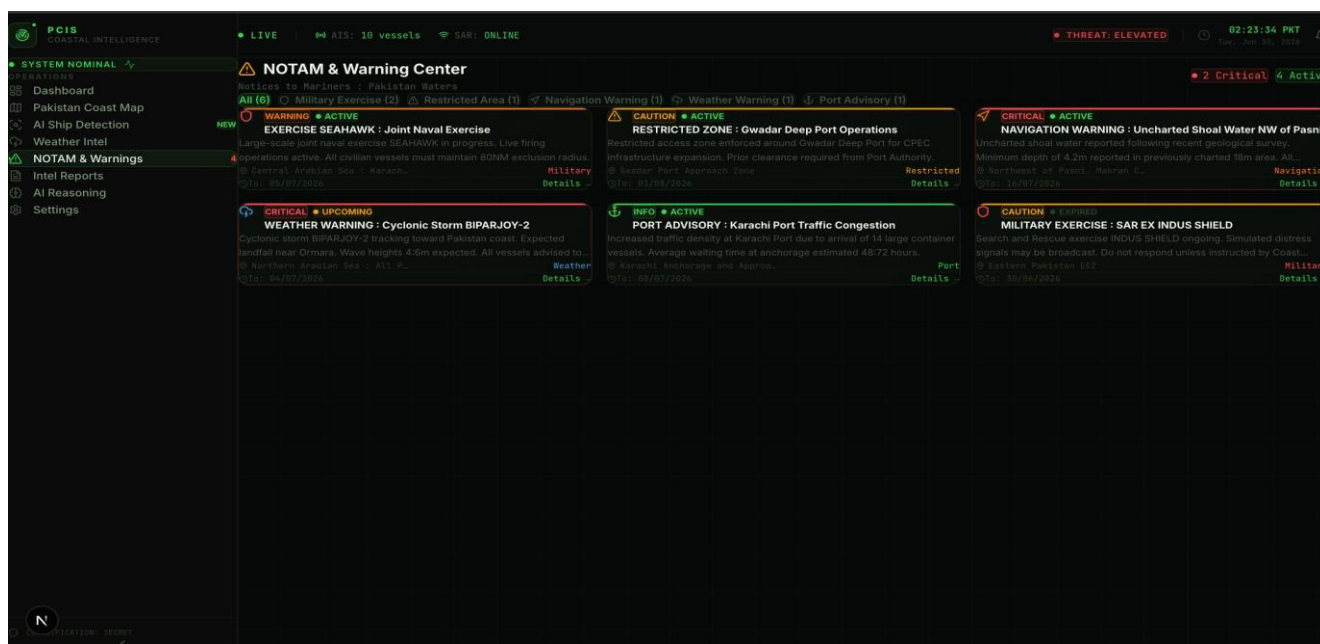 PCIS
COASTAL INTELLIGENCE
LIVE
AIS: 10 vessels
SAR: ONLINE
THREAT: ELEVATED
02:23:34 PKT
Tue, Jun 30, 2026
SYSTEM NOMINAL
OPERATIONS
Dashboard
Pakistan Coast Map
AI Ship Detection NEW
Weather Intel
NOTAM & Warnings 4
Intel Reports
AI Reasoning
Settings
NOTAM & Warning Center
Notices to Mariners : Pakistan Waters
2 Critical 4 Activ
All (6) Military Exercise (2) Restricted Area (1) Navigation Warning (1) Weather Warning (1) Port Advisory (1)
WARNING ACTIVE
EXERCISE SEAHAWK : Joint Naval Exercise
Large-scale joint naval exercise SEAHAWK in progress. Live firing
operations active. All civilian vessels must maintain 80NM exclusion radius.
Central Arabian Sea : Karach… Military
To: 05/07/2026 Details
CAUTION ACTIVE
RESTRICTED ZONE : Gwadar Deep Port Operations
Restricted access zone enforced around Gwadar Deep Port for CPEC
infrastructure expansion. Prior clearance required from Port Authority.
Gwadar Port Approach Zone Restricted
To: 01/08/2026 Details
CRITICAL ACTIVE
NAVIGATION WARNING : Uncharted Shoal Water NW of Pasni
Uncharted shoal water reported following recent geological survey.
Minimum depth of 4.2m reported in previously charted 18m area. All…
Northwest of Pasni, Makran C… Navigatio
To: 16/07/2026 Details
CRITICAL UPCOMING
WEATHER WARNING : Cyclonic Storm BIPARJOY-2
Cyclonic storm BIPARJOY-2 tracking toward Pakistan coast. Expected
landfall near Ormara. Wave heights 4:6m expected. All vessels advised to…
Northern Arabian Sea : All P… Weather
To: 04/07/2026 Details
INFO ACTIVE
PORT ADVISORY : Karachi Port Traffic Congestion
Increased traffic density at Karachi Port due to arrival of 14 large container
vessels. Average waiting time at anchorage estimated 48:72 hours.
Karachi Anchorage and Approa… Port
To: 08/07/2026 Details
CAUTION EXPIRED
MILITARY EXERCISE : SAR EX INDUS SHIELD
Search and Rescue exercise INDUS SHIELD ongoing. Simulated distress
signals may be broadcast. Do not respond unless instructed by Coast…
Eastern Pakistan EEZ Militar
To: 30/06/2026 Details
N
SECRET